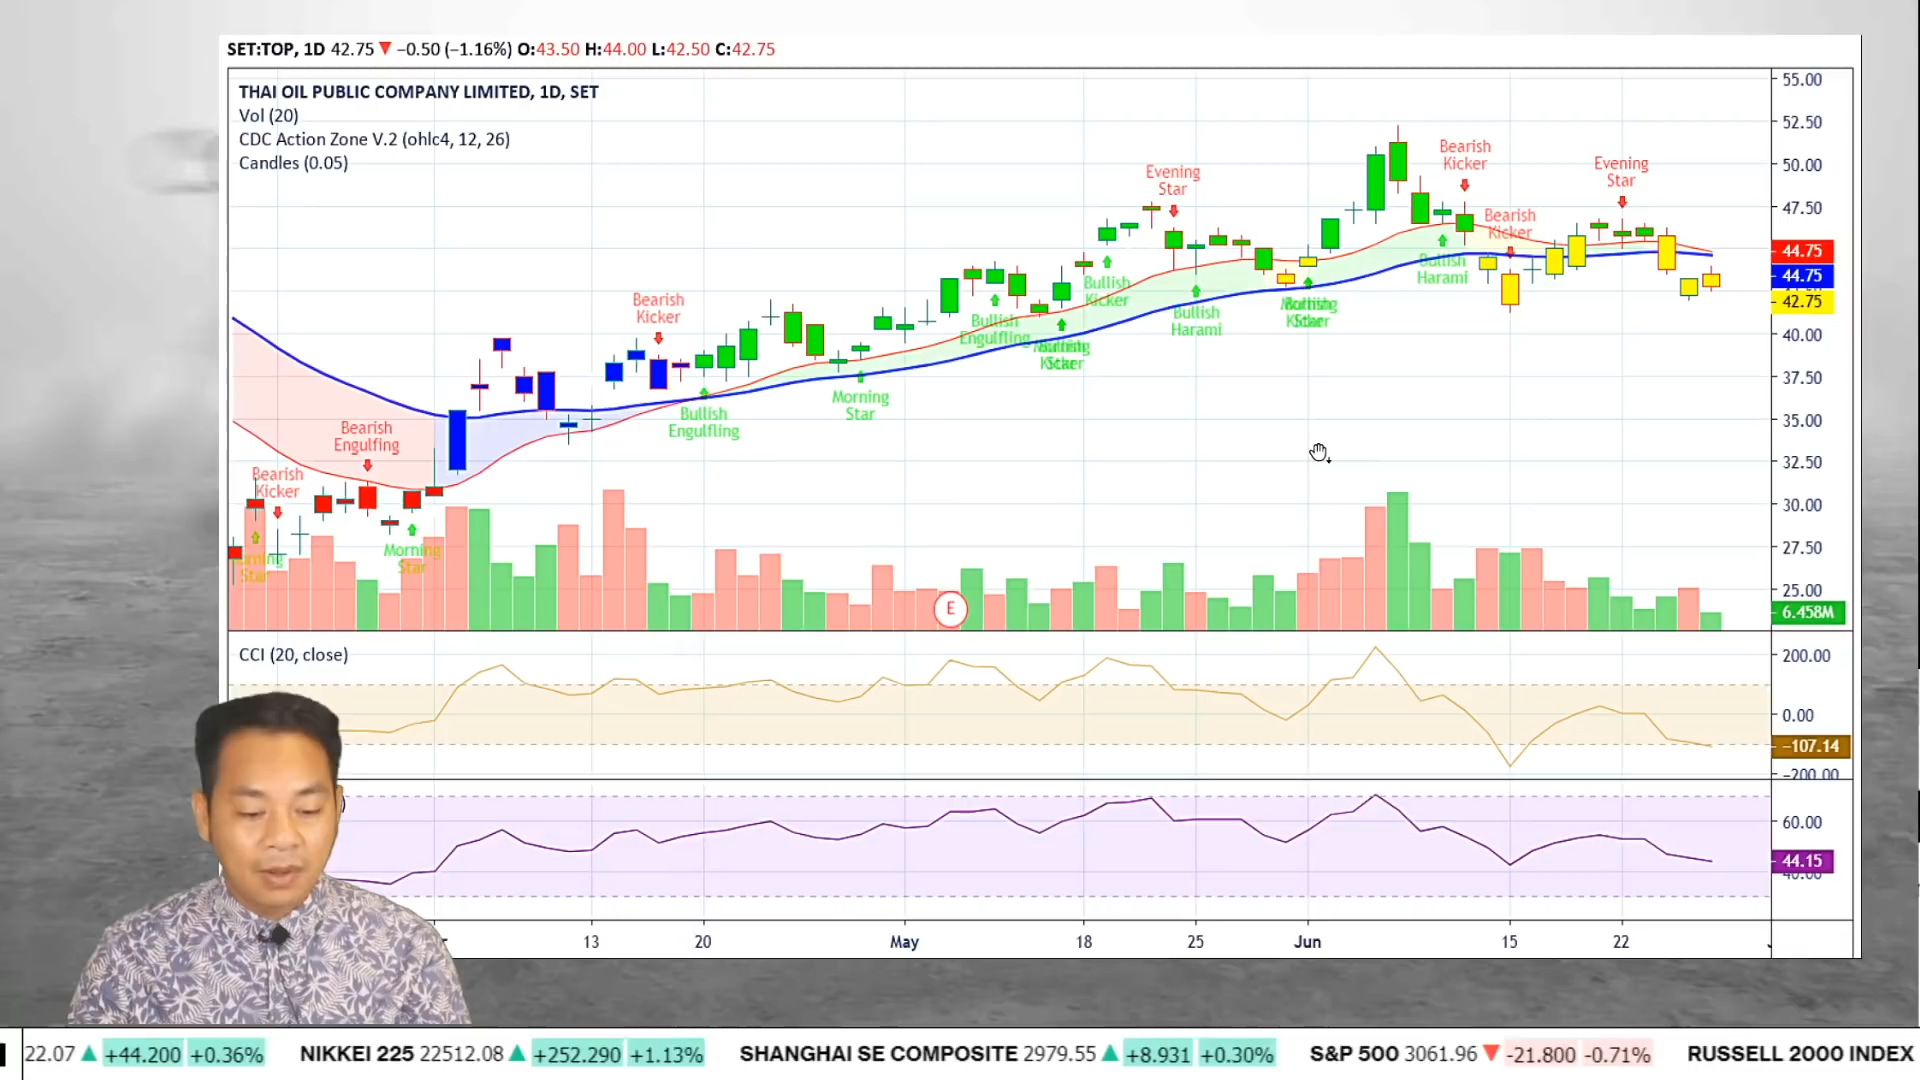 SET:TOP, 1D 42.75 ▼ −0.50 (−1.16%) O:43.50 H:44.00 L:42.50 C:42.75
THAI OIL PUBLIC COMPANY LIMITED, 1D, SET
Vol (20)
CDC Action Zone V.2 (ohlc4, 12, 26)
Candles (0.05)
55.00
52.50
50.00
47.50
44.75
44.75
42.75
40.00
37.50
35.00
32.50
30.00
27.50
25.00
6.458M
Bearish
Kicker
Bearish
Engulfing
Morning
Star
Bearish
Kicker
Bullish
Engulfling
Morning
Star
Bullish
Engulfling
Bullish
Kicker
Evening
Star
Bullish
Harami
Bearish
Kicker
Bullish
Harami
Bearish
Kicker
Evening
Star
E
CCI (20, close)
200.00
0.00
−107.14
−200.00
60.00
44.15
40.00
13
20
May
18
25
Jun
15
22
22.07 ▲ +44.200 +0.36% NIKKEI 225 22512.08 ▲ +252.290 +1.13% SHANGHAI SE COMPOSITE 2979.55 ▲ +8.931 +0.30% S&P 500 3061.96 ▼ -21.800 -0.71% RUSSELL 2000 INDEX